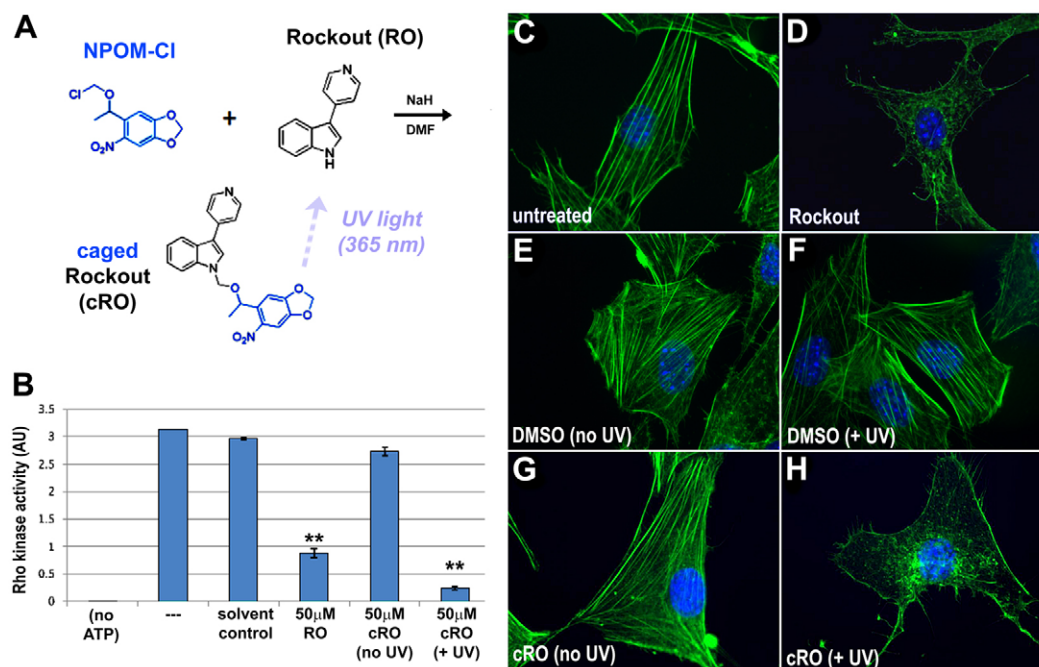 A
NPOM-Cl
Rockout (RO)
Cl
O
O
O
NO₂
+
N
N
H
NaH
DMF
N
N
O
O
O
NO₂
caged
Rockout
(cRO)
UV light
(365 nm)
B
Rho kinase activity (AU)
3.5
3
2.5
2
1.5
1
0.5
0
**
**
(no
ATP)
---
solvent
control
50µM
RO
50µM
cRO
(no UV)
50µM
cRO
(+ UV)
C
untreated
D
Rockout
E
DMSO (no UV)
F
DMSO (+ UV)
G
cRO (no UV)
H
cRO (+ UV)